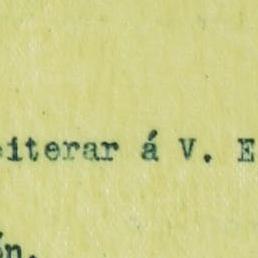 eiterar á V. E
ón.